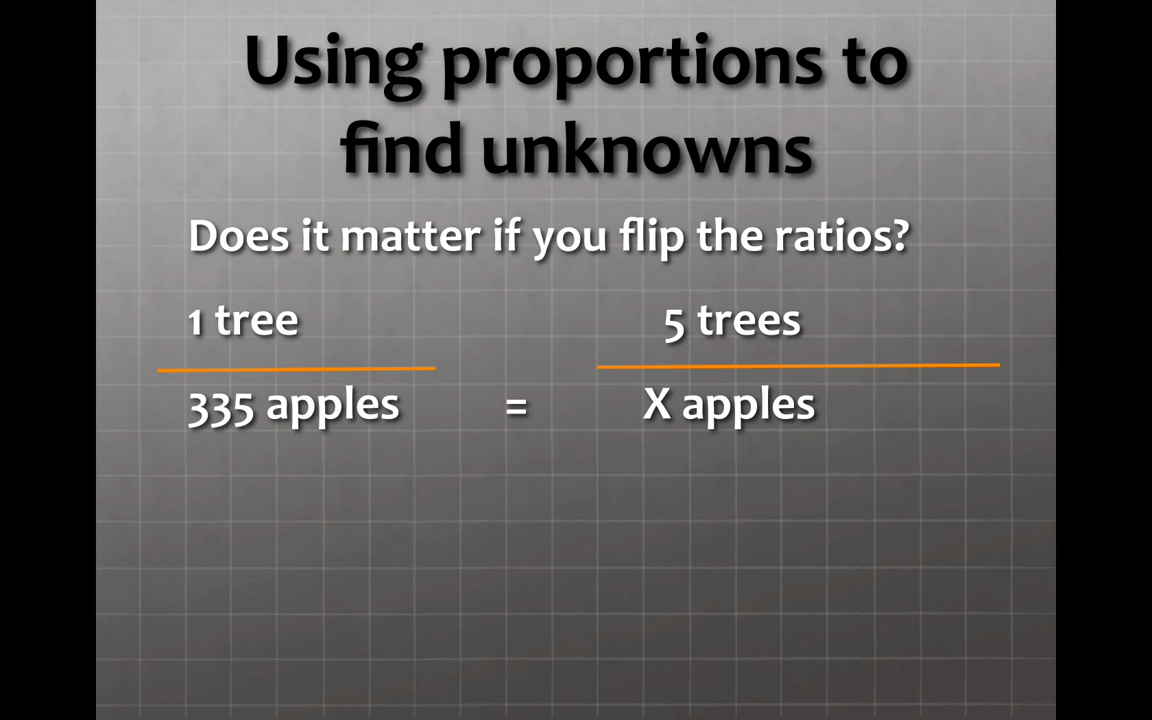 Using proportions to
find unknowns
Does it matter if you flip the ratios?
1 tree 5 trees
335 apples = X apples